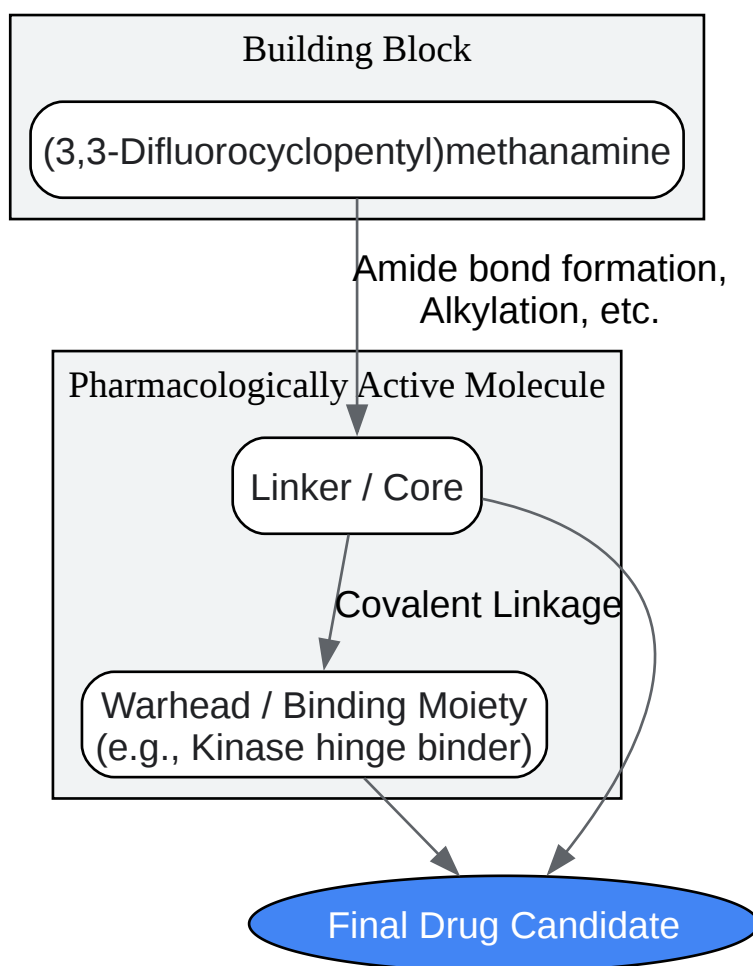 Building Block
(3,3-Difluorocyclopentyl)methanamine
Amide bond formation,
Alkylation, etc.
Pharmacologically Active Molecule
Linker / Core
Covalent Linkage
Warhead / Binding Moiety
(e.g., Kinase hinge binder)
Final Drug Candidate